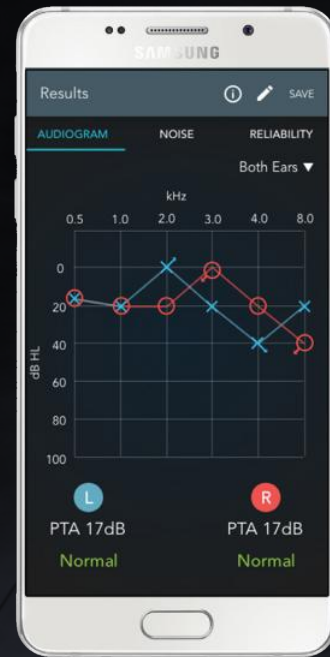 SAMSUNG
Results
SAVE
AUDIOGRAM NOISE RELIABILITY
Both Ears ▼
kHz
0.5 1.0 2.0 3.0 4.0 8.0
0
20
40
60
80
100
dB HL
L R
PTA 17dB PTA 17dB
Normal Normal